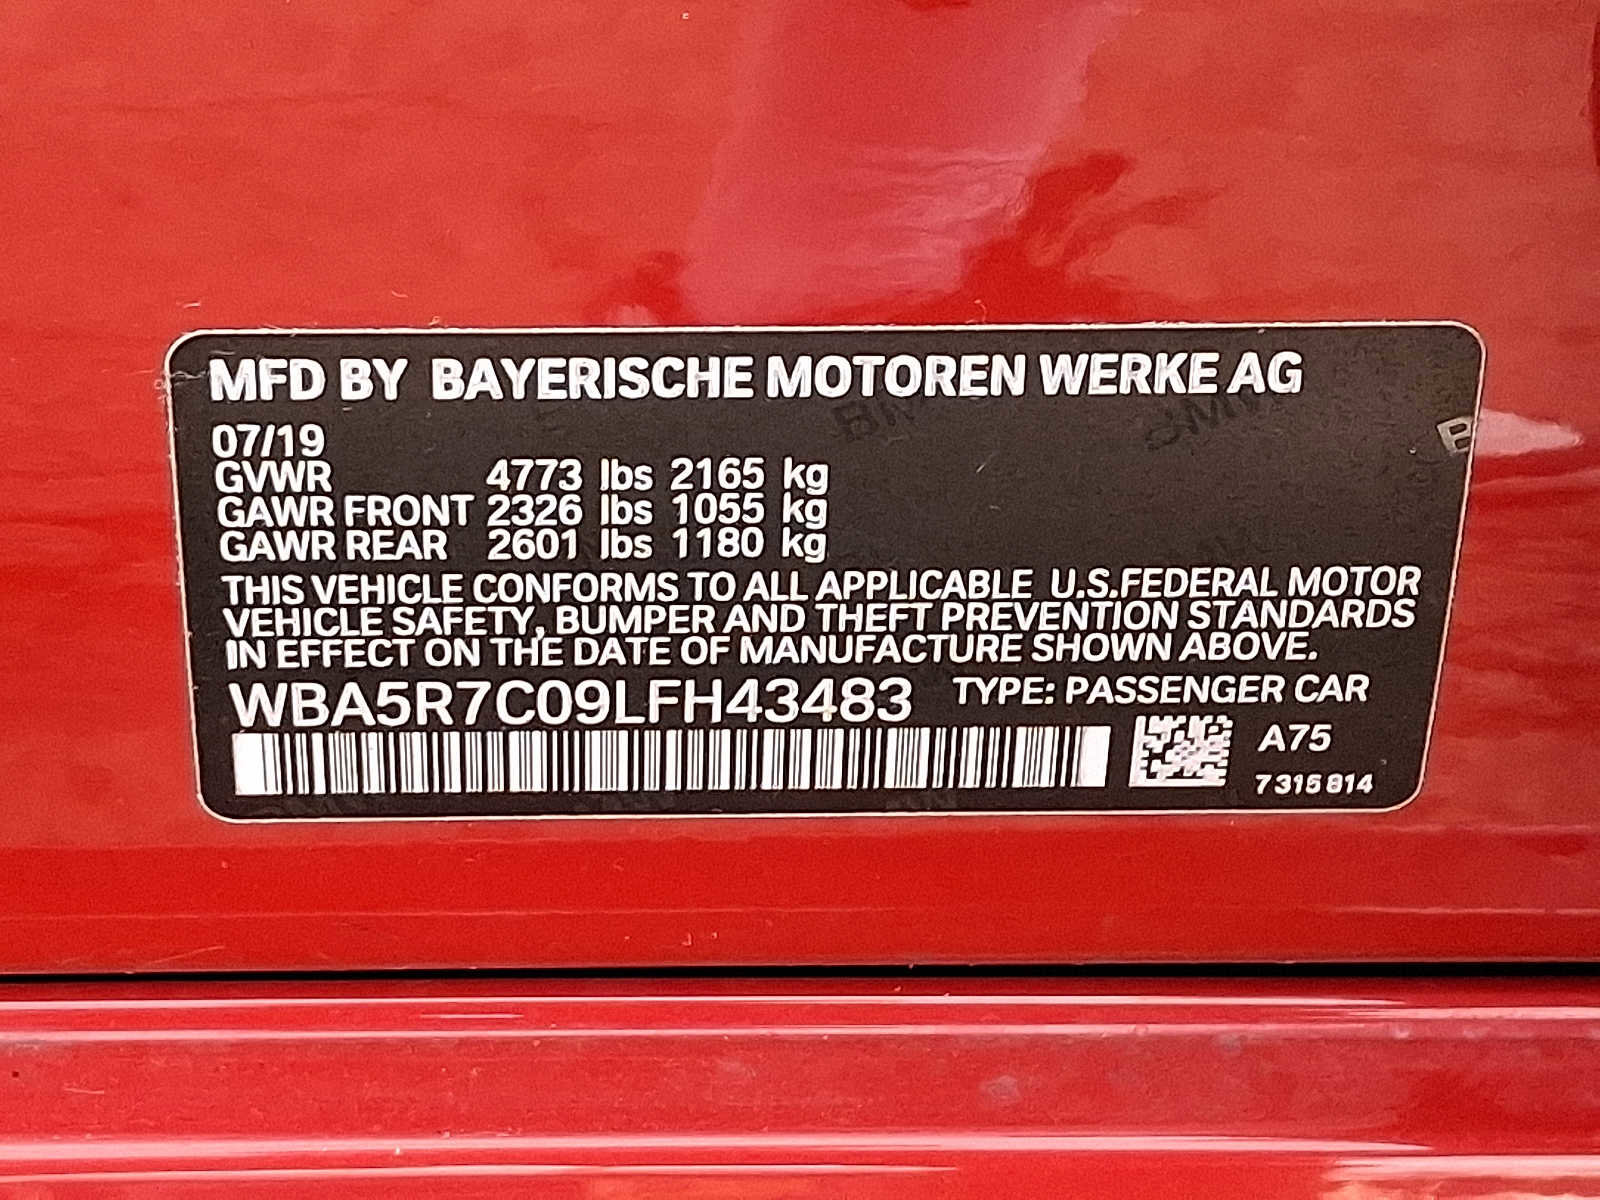 MFD BY BAYERISCHE MOTOREN WERKE AG
07/19
GVWR 4773 lbs 2165 kg
GAWR FRONT 2326 lbs 1055 kg
GAWR REAR 2601 lbs 1180 kg
THIS VEHICLE CONFORMS TO ALL APPLICABLE U.S.FEDERAL MOTOR
VEHICLE SAFETY, BUMPER AND THEFT PREVENTION STANDARDS
IN EFFECT ON THE DATE OF MANUFACTURE SHOWN ABOVE.
WBA5R7C09LFH43483 TYPE: PASSENGER CAR
A75
7315814